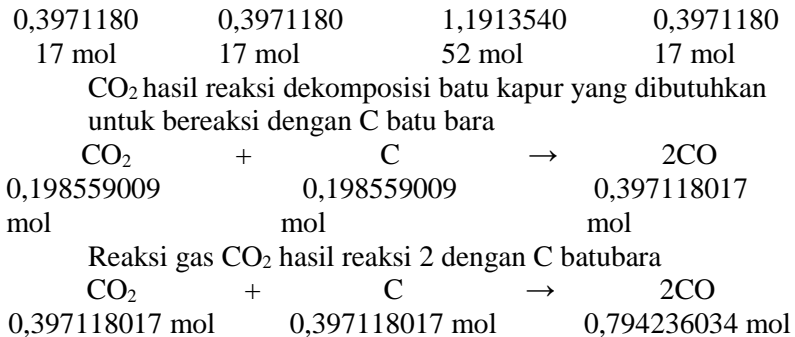 0,3971180 0,3971180 1,1913540 0,3971180
17 mol 17 mol 52 mol 17 mol
CO₂ hasil reaksi dekomposisi batu kapur yang dibutuhkan
untuk bereaksi dengan C batu bara
CO₂ + C → 2CO
0,198559009 0,198559009 0,397118017
mol mol mol
Reaksi gas CO₂ hasil reaksi 2 dengan C batubara
CO₂ + C → 2CO
0,397118017 mol 0,397118017 mol 0,794236034 mol